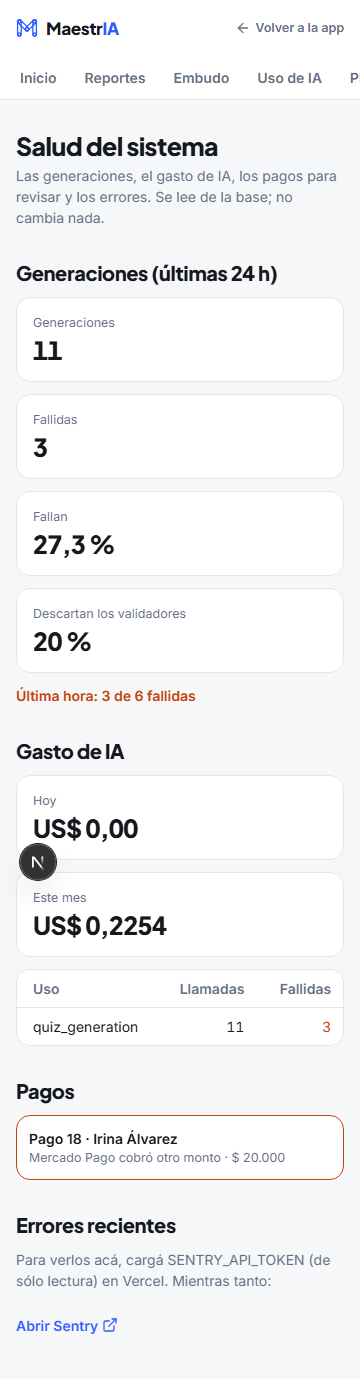 MaestrIA
Volver a la app
Inicio Reportes Embudo Uso de IA P
Salud del sistema
Las generaciones, el gasto de IA, los pagos para
revisar y los errores. Se lee de la base; no
cambia nada.
Generaciones (últimas 24 h)
Generaciones
11
Fallidas
3
Fallan
27,3 %
Descartan los validadores
20 %
Última hora: 3 de 6 fallidas
Gasto de IA
Hoy
US$ 0,00
N
Este mes
US$ 0,2254
Uso Llamadas Fallidas
quiz_generation 11 3
Pagos
Pago 18 · Irina Álvarez
Mercado Pago cobró otro monto · $ 20.000
Errores recientes
Para verlos acá, cargá SENTRY_API_TOKEN (de
sólo lectura) en Vercel. Mientras tanto:
Abrir Sentry